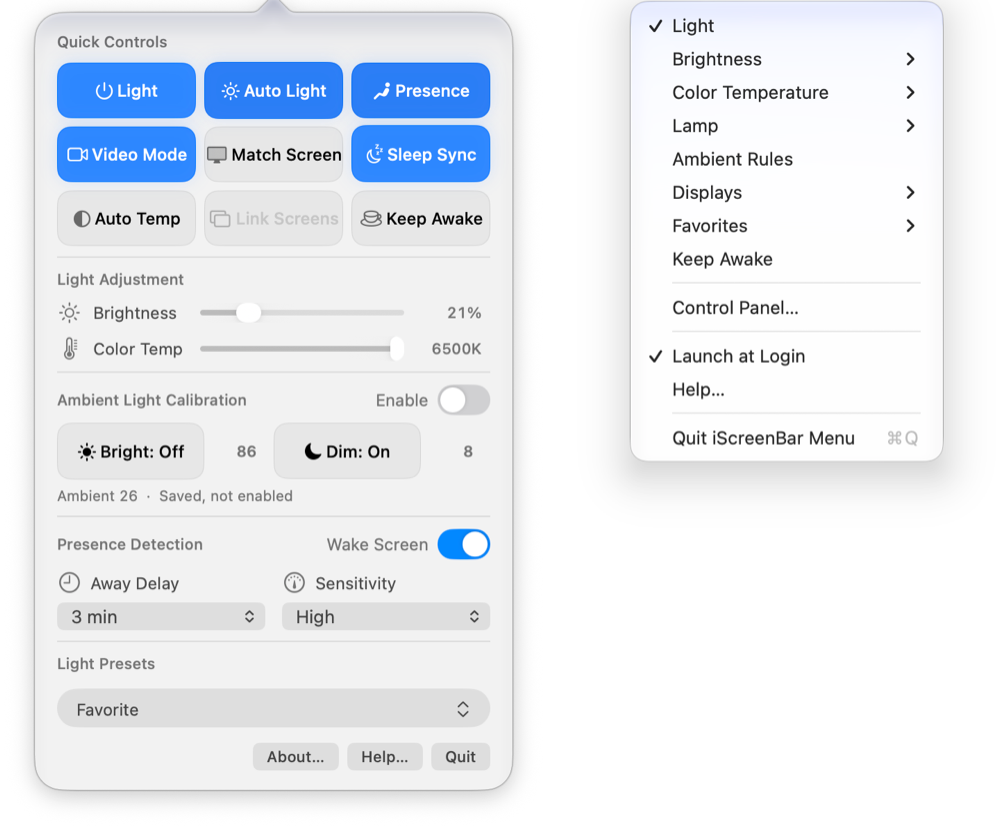 Quick Controls
Light
Auto Light
Presence
Video Mode
Match Screen
Sleep Sync
Auto Temp
Link Screens
Keep Awake
Light Adjustment
Brightness 21%
Color Temp 6500K
Ambient Light Calibration Enable
Bright: Off 86 Dim: On 8
Ambient 26 · Saved, not enabled
Presence Detection Wake Screen
Away Delay Sensitivity
3 min High
Light Presets
Favorite
About... Help... Quit
✓ Light
Brightness
Color Temperature
Lamp
Ambient Rules
Displays
Favorites
Keep Awake
Control Panel...
✓ Launch at Login
Help...
Quit iScreenBar Menu ⌘Q